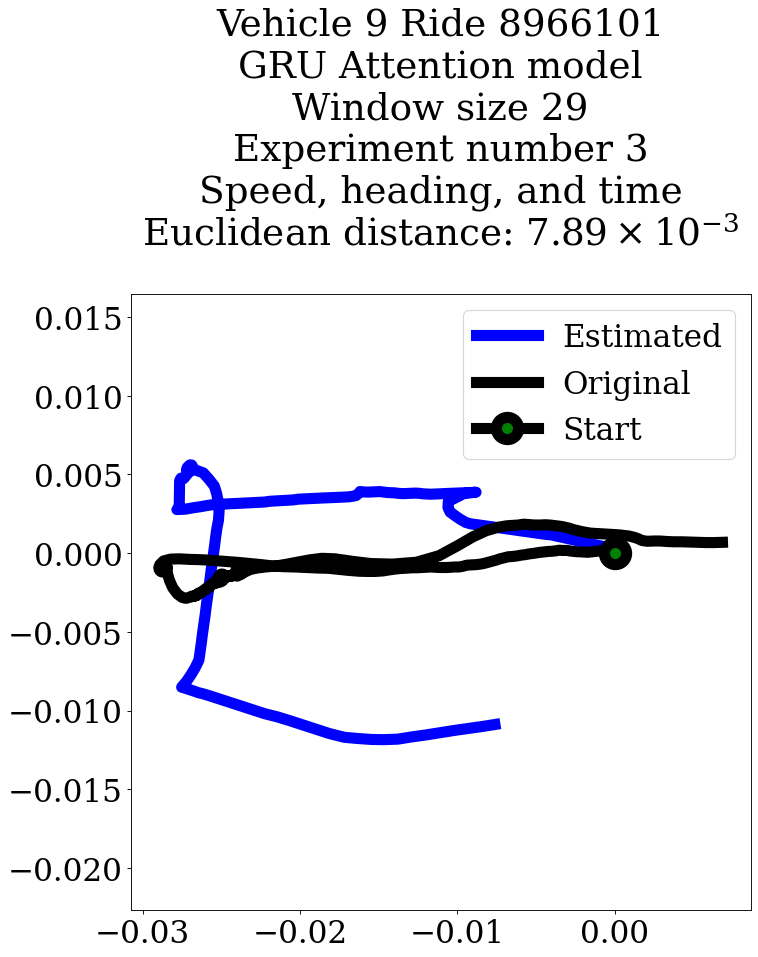 Vehicle 9 Ride 8966101
GRU Attention model
Window size 29
Experiment number 3
Speed, heading, and time
Euclidean distance: 7.89 × 10⁻³
Estimated
Original
Start
0.015
0.010
0.005
0.000
−0.005
−0.010
−0.015
−0.020
−0.03 −0.02 −0.01 0.00